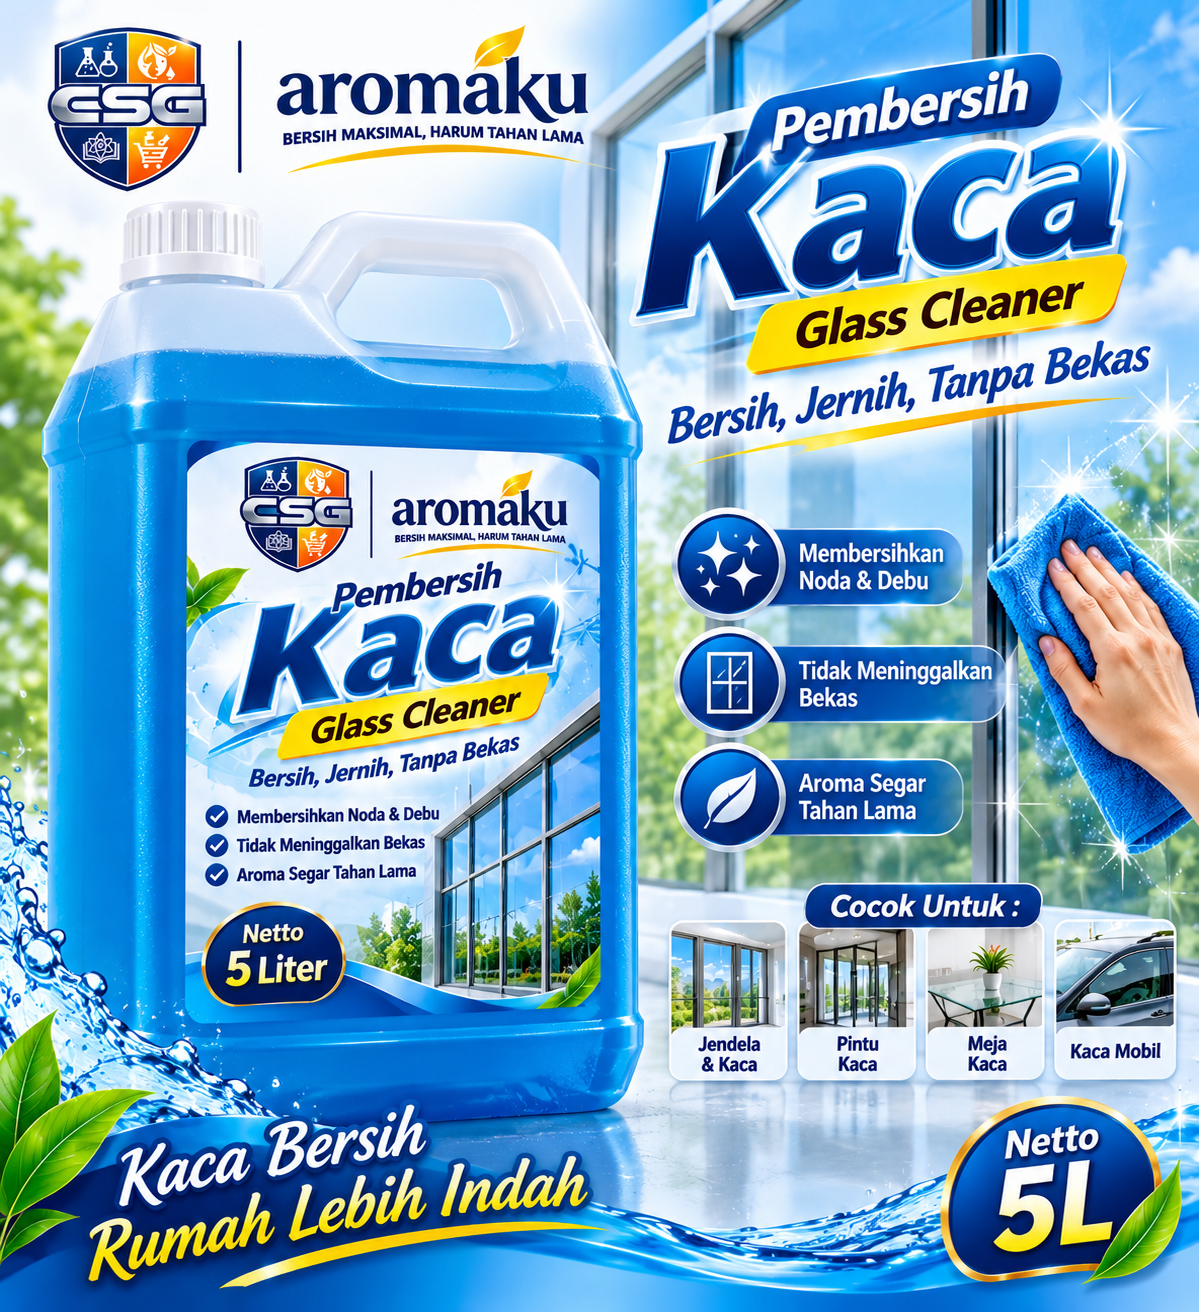 CSG
aromaku
BERSIH MAKSIMAL, HARUM TAHAN LAMA
Pembersih
Kaca
Glass Cleaner
Bersih, Jernih, Tanpa Bekas
CSG
aromaku
BERSIH MAKSIMAL, HARUM TAHAN LAMA
Pembersih
Kaca
Glass Cleaner
Bersih, Jernih, Tanpa Bekas
Membersihkan Noda & Debu
Tidak Meninggalkan Bekas
Aroma Segar Tahan Lama
Netto
5 Liter
Membersihkan
Noda & Debu
Tidak Meninggalkan
Bekas
Aroma Segar
Tahan Lama
Cocok Untuk :
Jendela
& Kaca
Pintu
Kaca
Meja
Kaca
Kaca Mobil
Kaca Bersih
Rumah Lebih Indah
Netto
5L